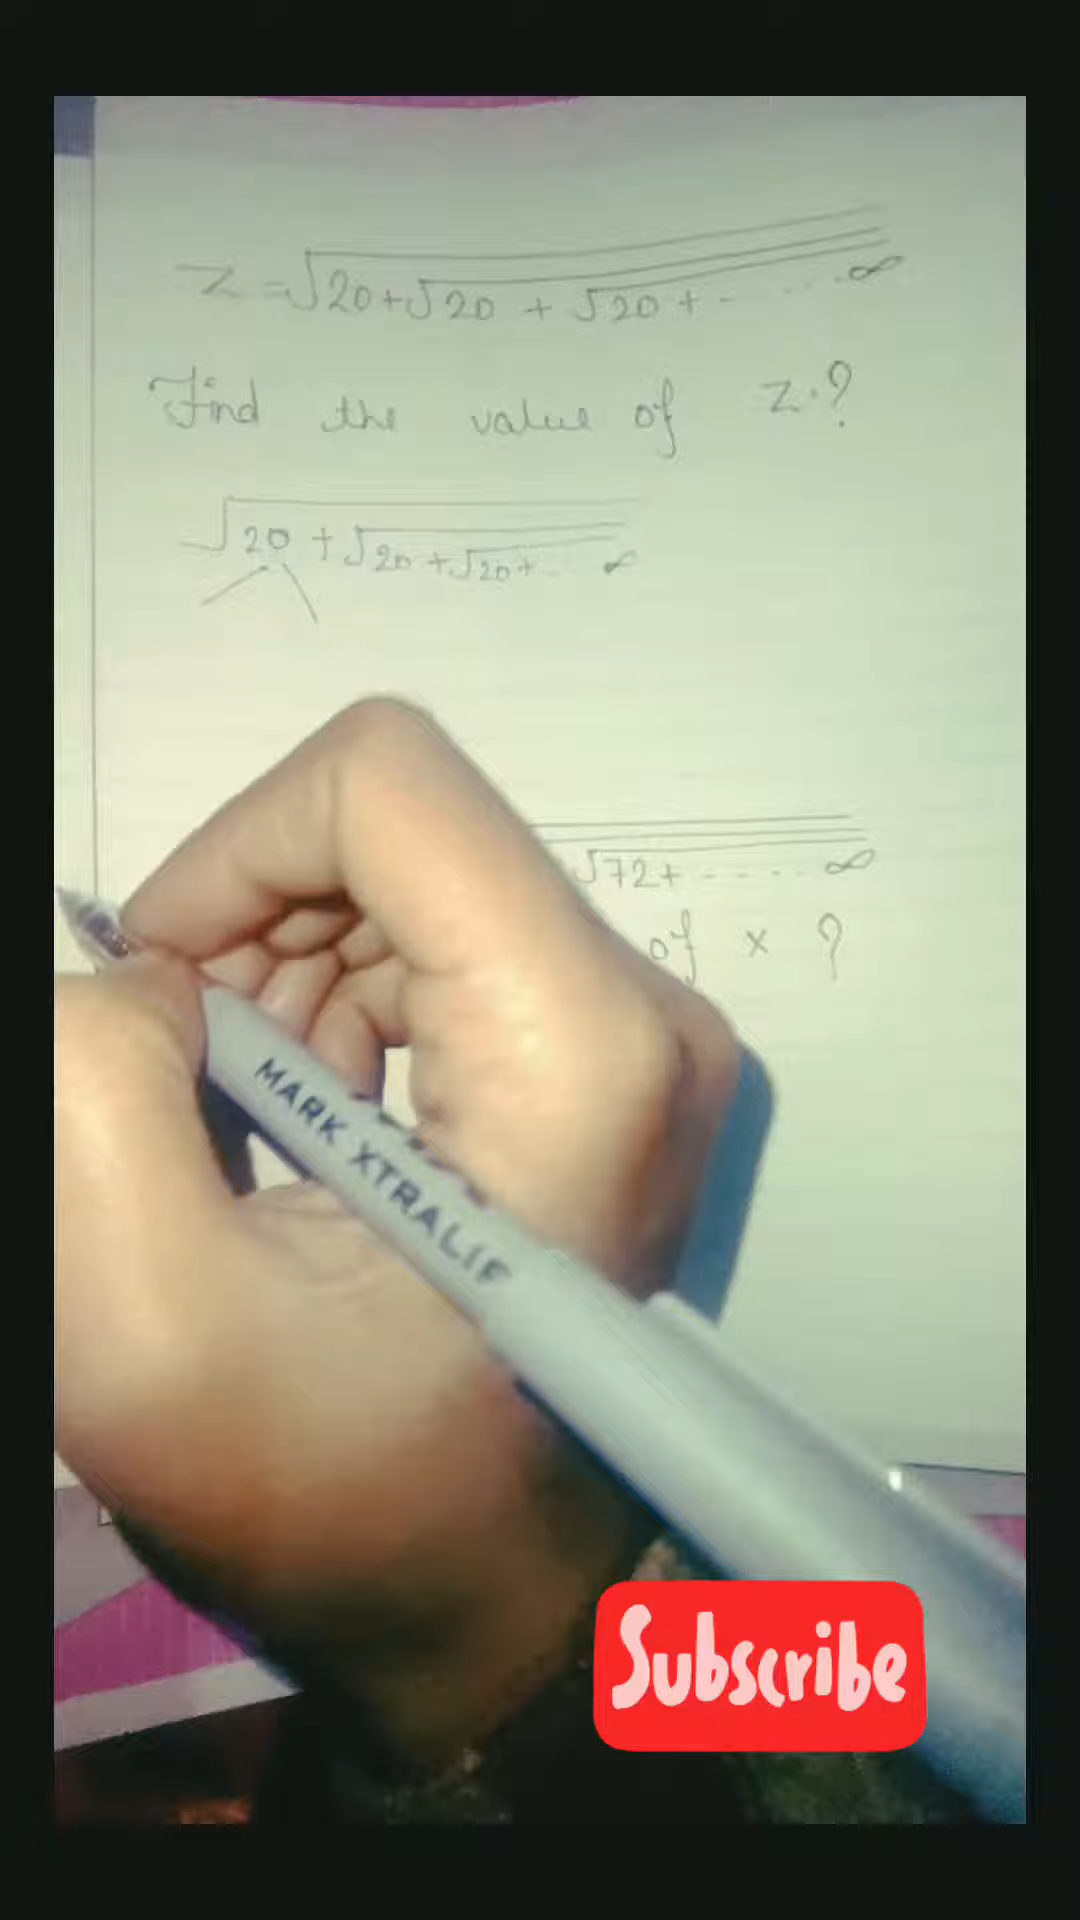 Z = √20+√20 + √20 + - ... ∞
Find the value of Z.?
√20 + √20 + √20+ .. ∞
√72+ ..... ∞
of x ?
MARK XTRALIF
Subscribe